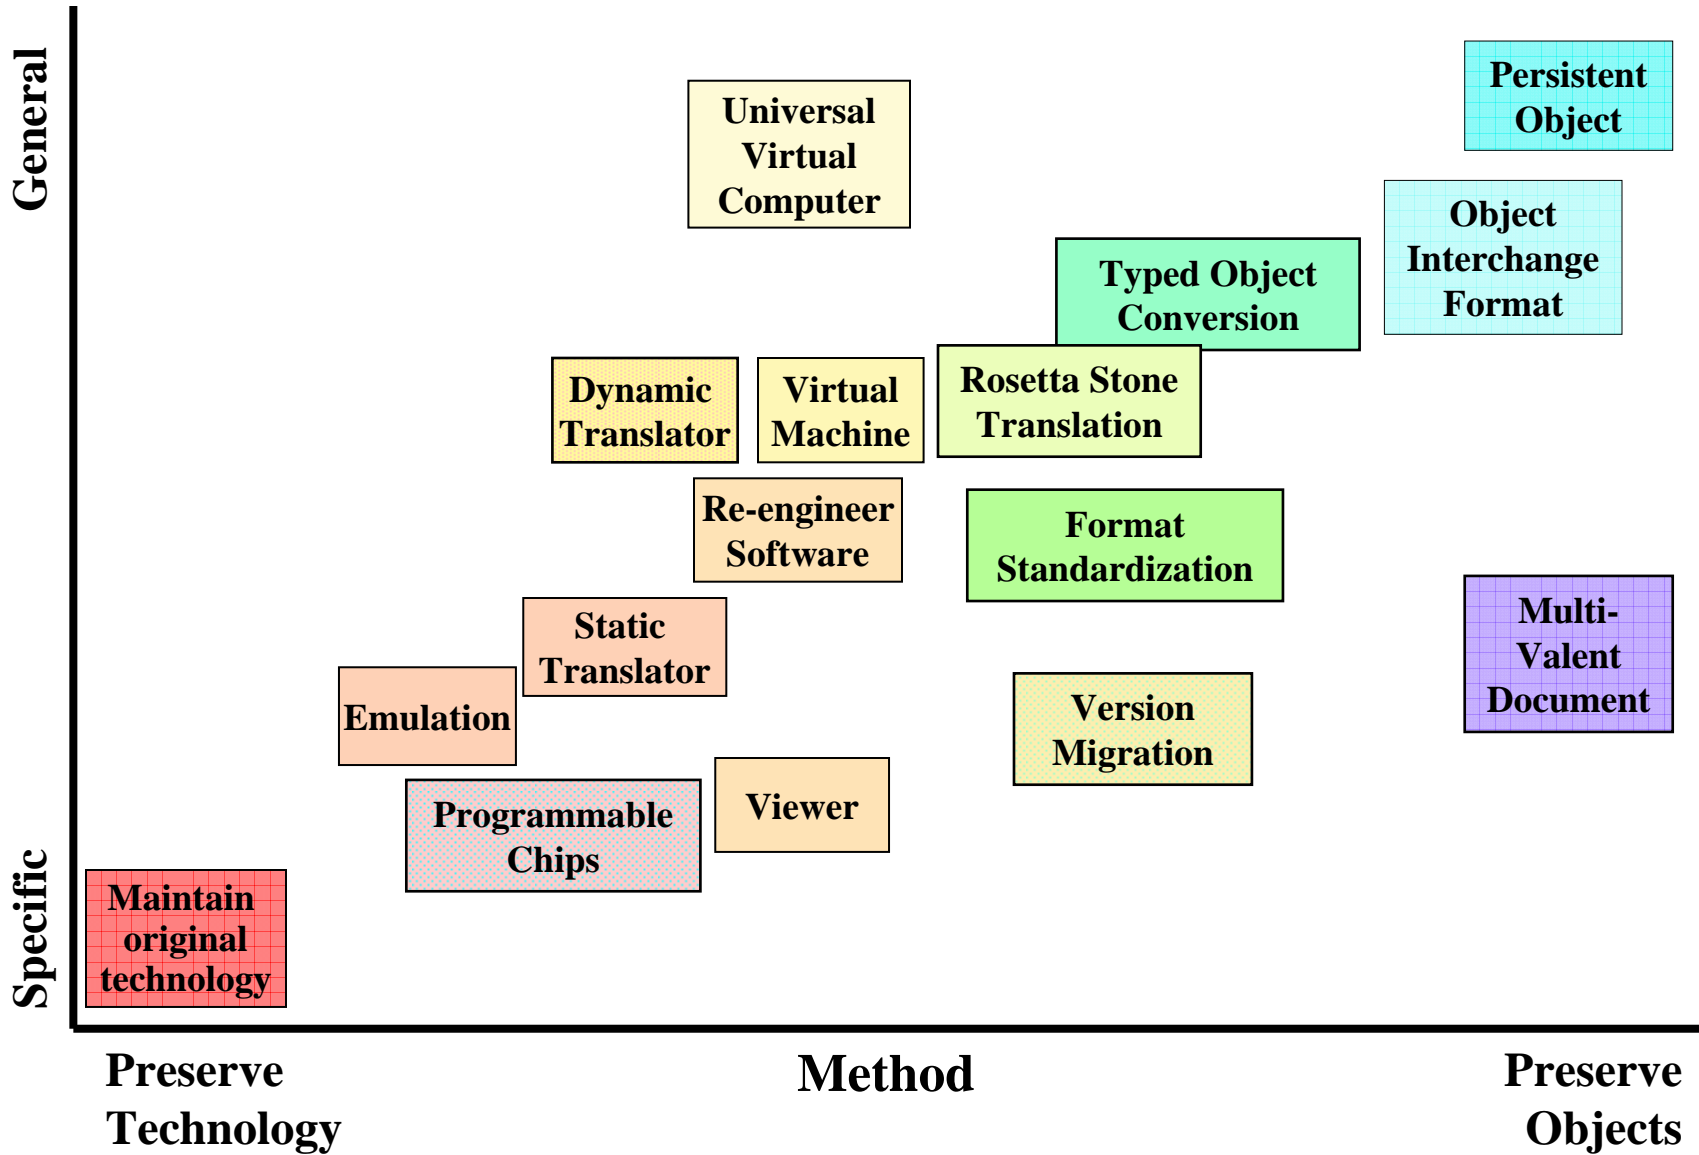 General
Specific
Persistent
Object
Universal
Virtual
Computer
Object
Interchange
Format
Typed Object
Conversion
Dynamic
Translator
Virtual
Machine
Rosetta Stone
Translation
Re-engineer
Software
Format
Standardization
Static
Translator
Multi-
Valent
Document
Emulation
Version
Migration
Programmable
Chips
Viewer
Maintain
original
technology
Preserve
Technology
Method
Preserve
Objects